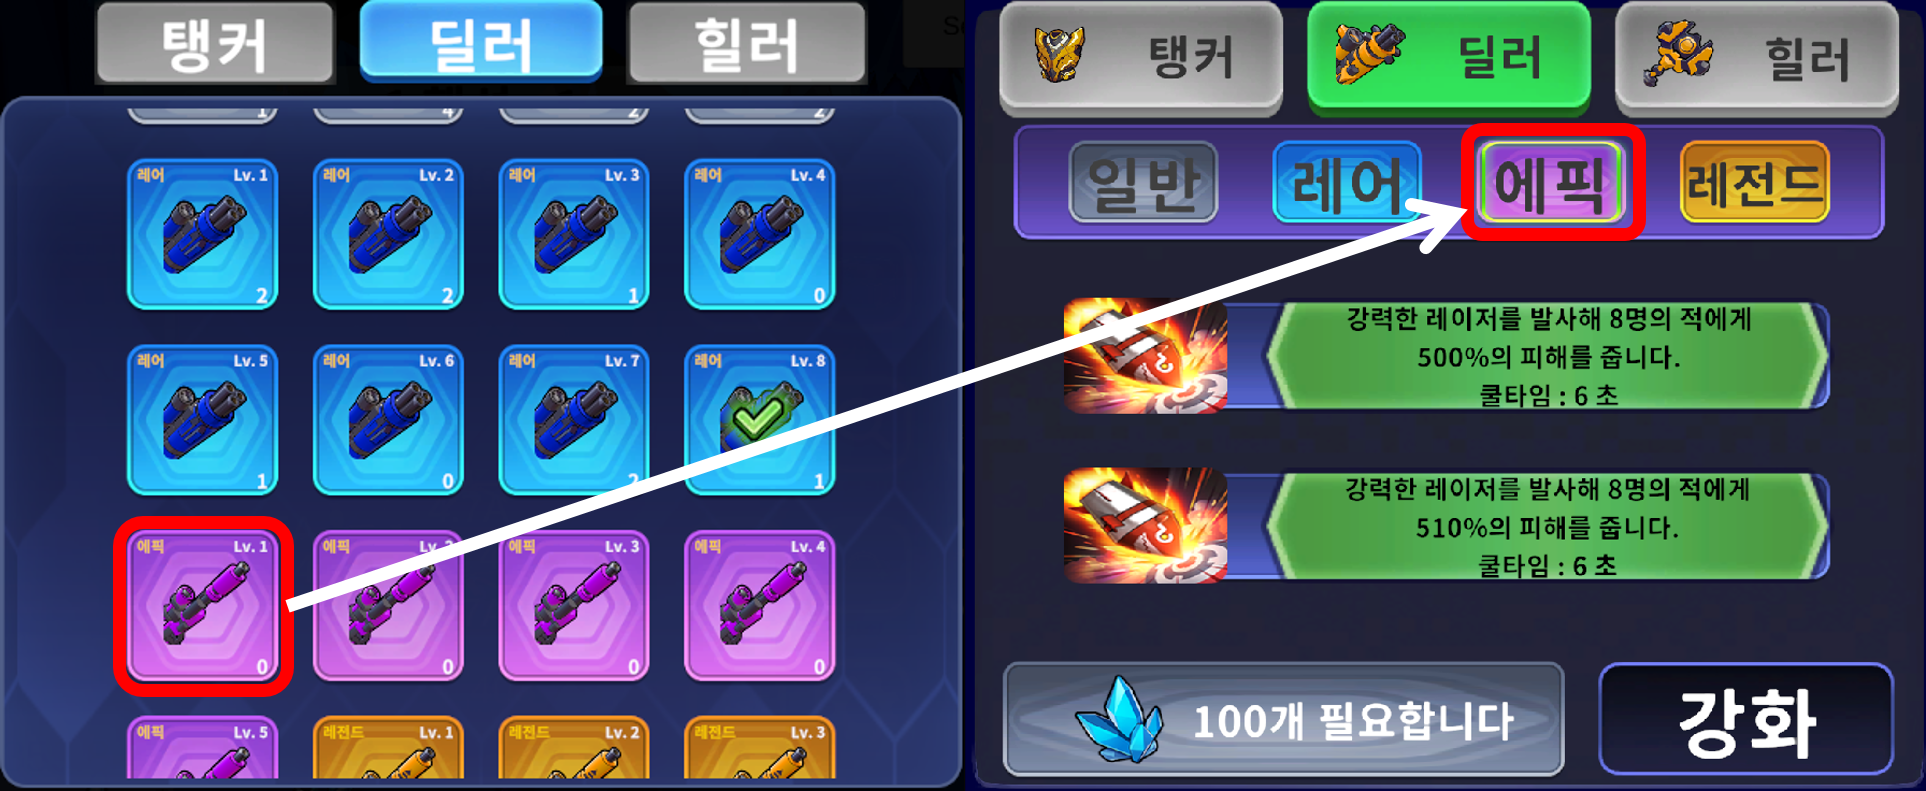 탱커 딜러 힐러
1 4 2 2
레어 Lv. 1 레어 Lv. 2 레어 Lv. 3 레어 Lv. 4
2 2 1 0
레어 Lv. 5 레어 Lv. 6 레어 Lv. 7 레어 Lv. 8
1 0 2 1
에픽 Lv. 1 에픽 Lv. 2 에픽 Lv. 3 에픽 Lv. 4
0 0 0 0
에픽 Lv. 5 레전드 Lv. 1 레전드 Lv. 2 레전드 Lv. 3
탱커 딜러 힐러
일반 레어 에픽 레전드
강력한 레이저를 발사해 8명의 적에게
500%의 피해를 줍니다.
쿨타임 : 6 초
강력한 레이저를 발사해 8명의 적에게
510%의 피해를 줍니다.
쿨타임 : 6 초
100개 필요합니다
강화